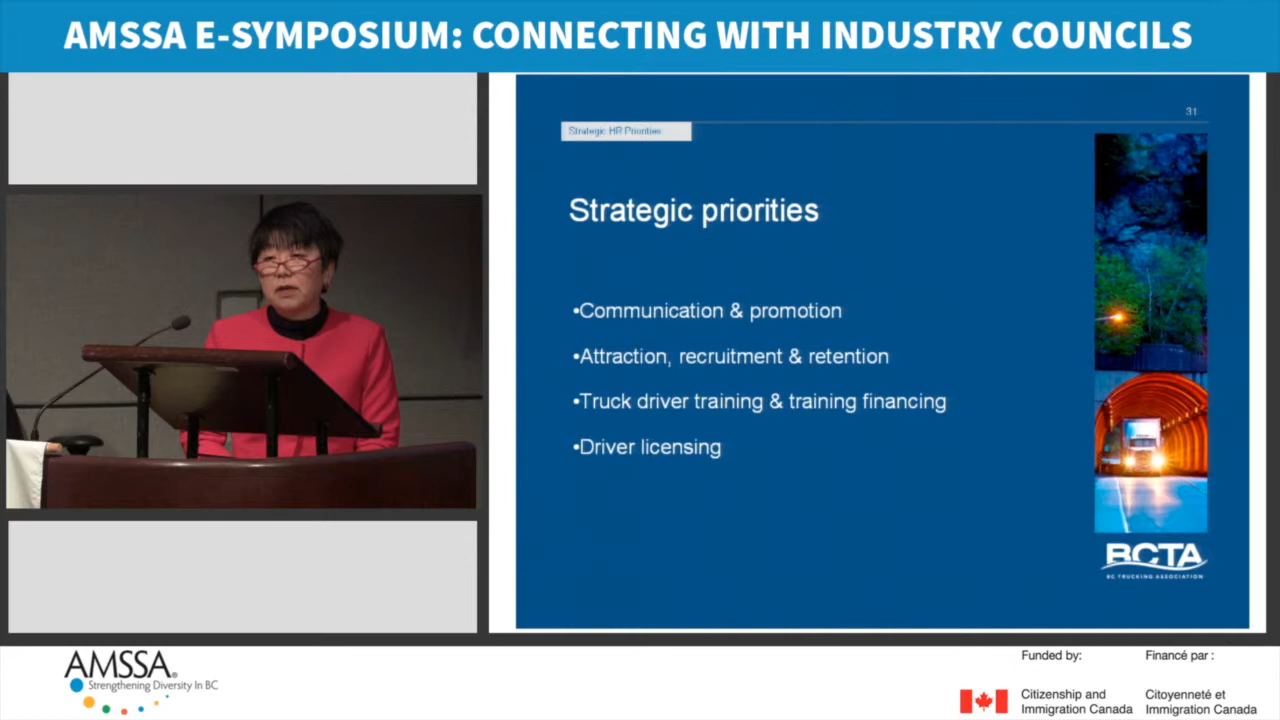 AMSSA E-SYMPOSIUM: CONNECTING WITH INDUSTRY COUNCILS
31
Strategic HR Priorities
Strategic priorities
•Communication & promotion
•Attraction, recruitment & retention
•Truck driver training & training financing
•Driver licensing
BCTA
BC TRUCKING ASSOCIATION
AMSSA
Strengthening Diversity In BC
Funded by:
Financé par :
Citizenship and
Immigration Canada
Citoyenneté et
Immigration Canada